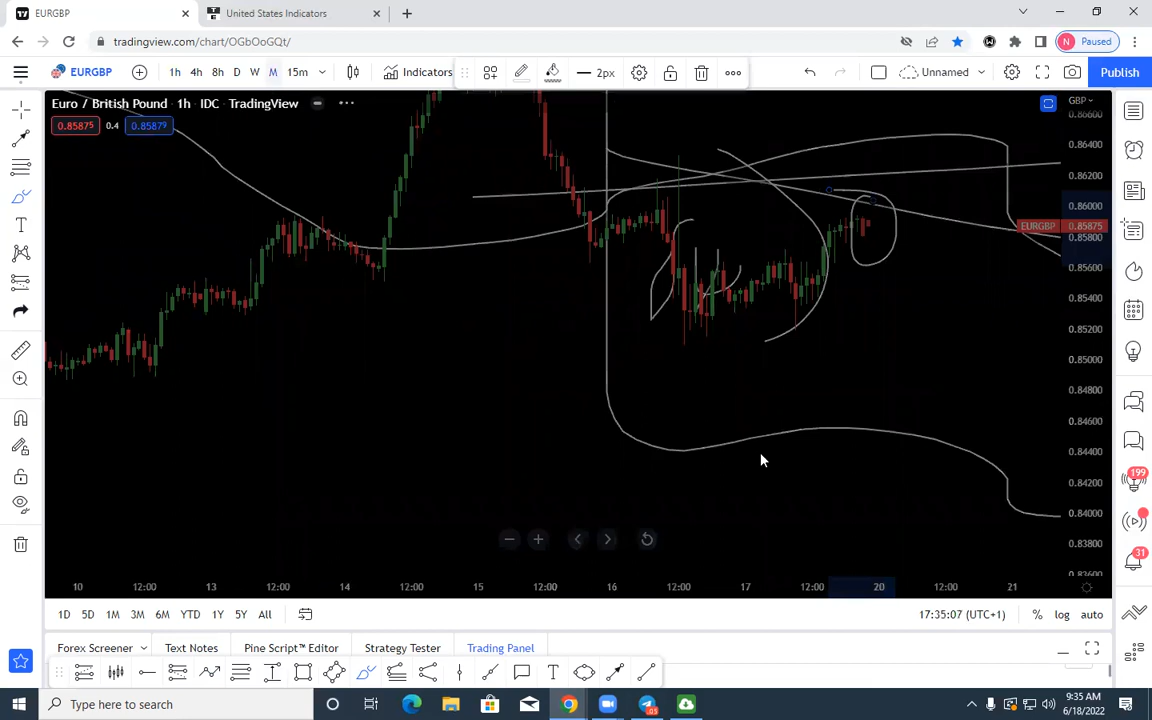 EURGBP
United States Indicators
tradingview.com/chart/OGbOoGQt/
N Paused
EURGBP 1h 4h 8h D W M 15m Indicators 2px Unnamed Publish
Euro / British Pound · 1h · IDC · TradingView
GBP
0.85875 0.4 0.85879
0.86600
0.86400
0.86200
0.86000
EURGBP 0.85875
0.85800
0.85600
0.85400
0.85200
0.85000
0.84800
0.84600
0.84400
0.84200
0.84000
0.83800
0.83600
199
31
10 12:00 13 12:00 14 12:00 15 12:00 16 12:00 17 12:00 20 12:00 21
1D 5D 1M 3M 6M YTD 1Y 5Y All
17:35:07 (UTC+1) % log auto
Forex Screener Text Notes Pine Script™ Editor Strategy Tester Trading Panel
Type here to search
9:35 AM
6/18/2022